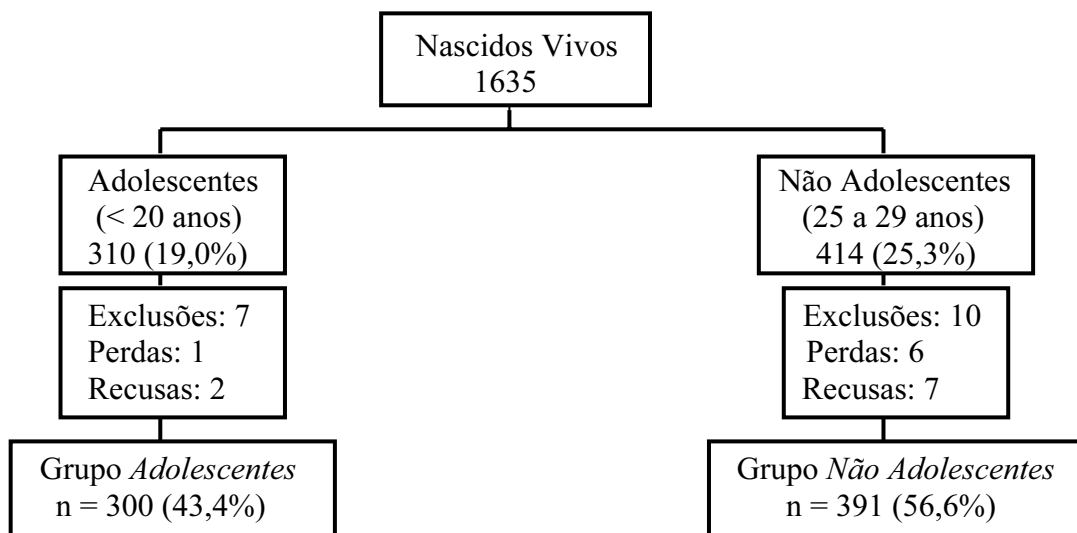 Nascidos Vivos
1635
Adolescentes
(< 20 anos)
310 (19,0%)
Não Adolescentes
(25 a 29 anos)
414 (25,3%)
Exclusões: 7
Perdas: 1
Recusas: 2
Exclusões: 10
Perdas: 6
Recusas: 7
Grupo Adolescentes
n = 300 (43,4%)
Grupo Não Adolescentes
n = 391 (56,6%)